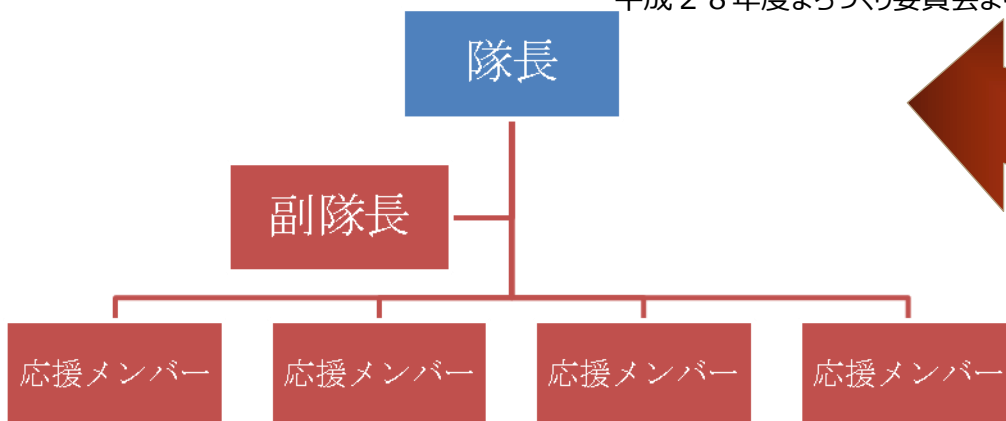 平成２８年度まちづくり委員会ま
隊長
副隊長
応援メンバー
応援メンバー
応援メンバー
応援メンバー